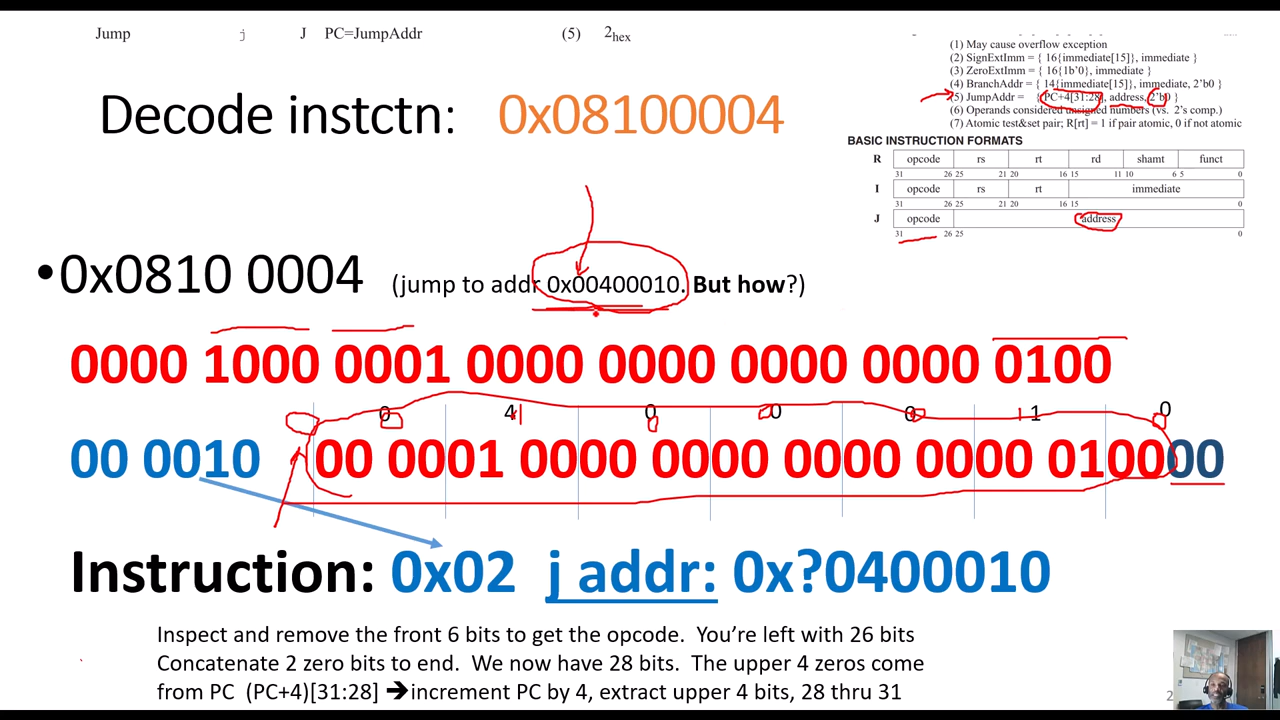 Jump j J PC=JumpAddr (5) 2hex
(1) May cause overflow exception
(2) SignExtImm = { 16{immediate[15]}, immediate }
(3) ZeroExtImm = { 16{1b'0}, immediate }
(4) BranchAddr = { 14{immediate[15]}, immediate, 2'b0 }
(5) JumpAddr = { PC+4[31:28], address, 2'b0 }
(6) Operands considered unsigned numbers (vs. 2's comp.)
(7) Atomic test&set pair; R[rt] = 1 if pair atomic, 0 if not atomic
BASIC INSTRUCTION FORMATS
R opcode rs rt rd shamt funct
31 26 25 21 20 16 15 11 10 6 5 0
I opcode rs rt immediate
31 26 25 21 20 16 15 0
J opcode address
31 26 25 0
Decode instctn: 0x08100004
•0x0810 0004 (jump to addr 0x00400010. But how?)
0000 1000 0001 0000 0000 0000 0000 0100
0 4 0 0 0 1 0
00 0010 00 0001 0000 0000 0000 0000 010000
Instruction: 0x02 j addr: 0x?0400010
Inspect and remove the front 6 bits to get the opcode. You're left with 26 bits
Concatenate 2 zero bits to end. We now have 28 bits. The upper 4 zeros come
from PC (PC+4)[31:28] ➔increment PC by 4, extract upper 4 bits, 28 thru 31